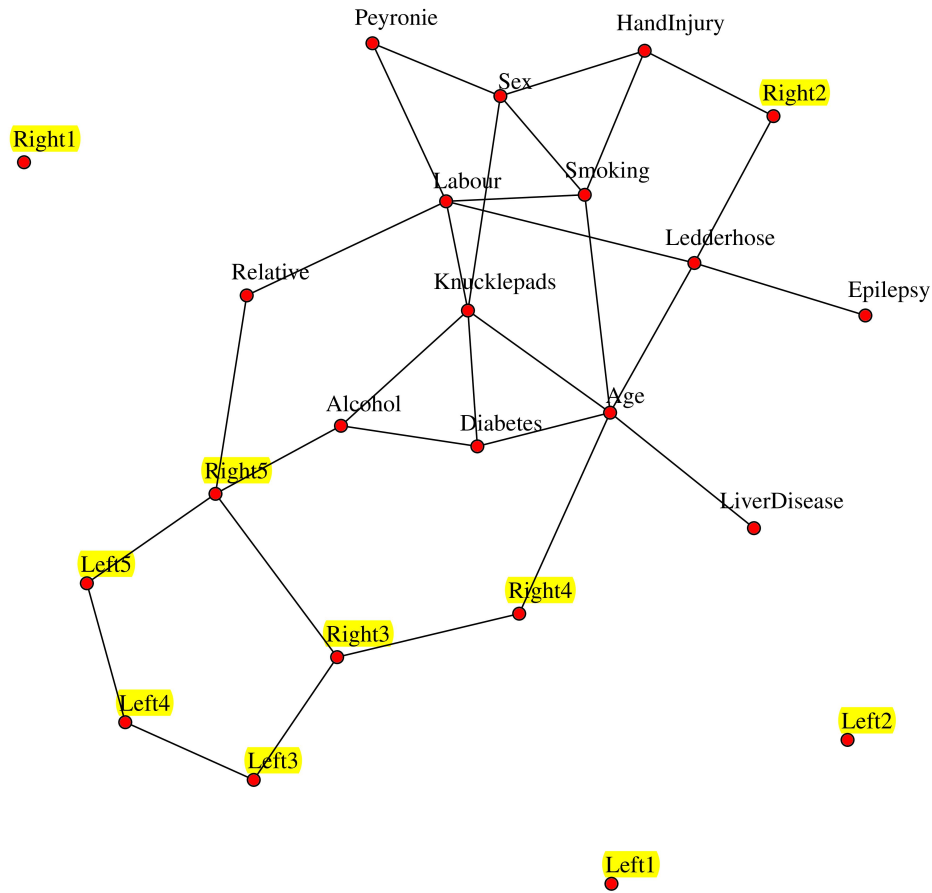 Peyronie
HandInjury
Sex
Right2
Right1
Smoking
Labour
Ledderhose
Relative
Knucklepads
Epilepsy
Age
Alcohol
Diabetes
Right5
LiverDisease
Left5
Right4
Right3
Left4
Left2
Left3
Left1